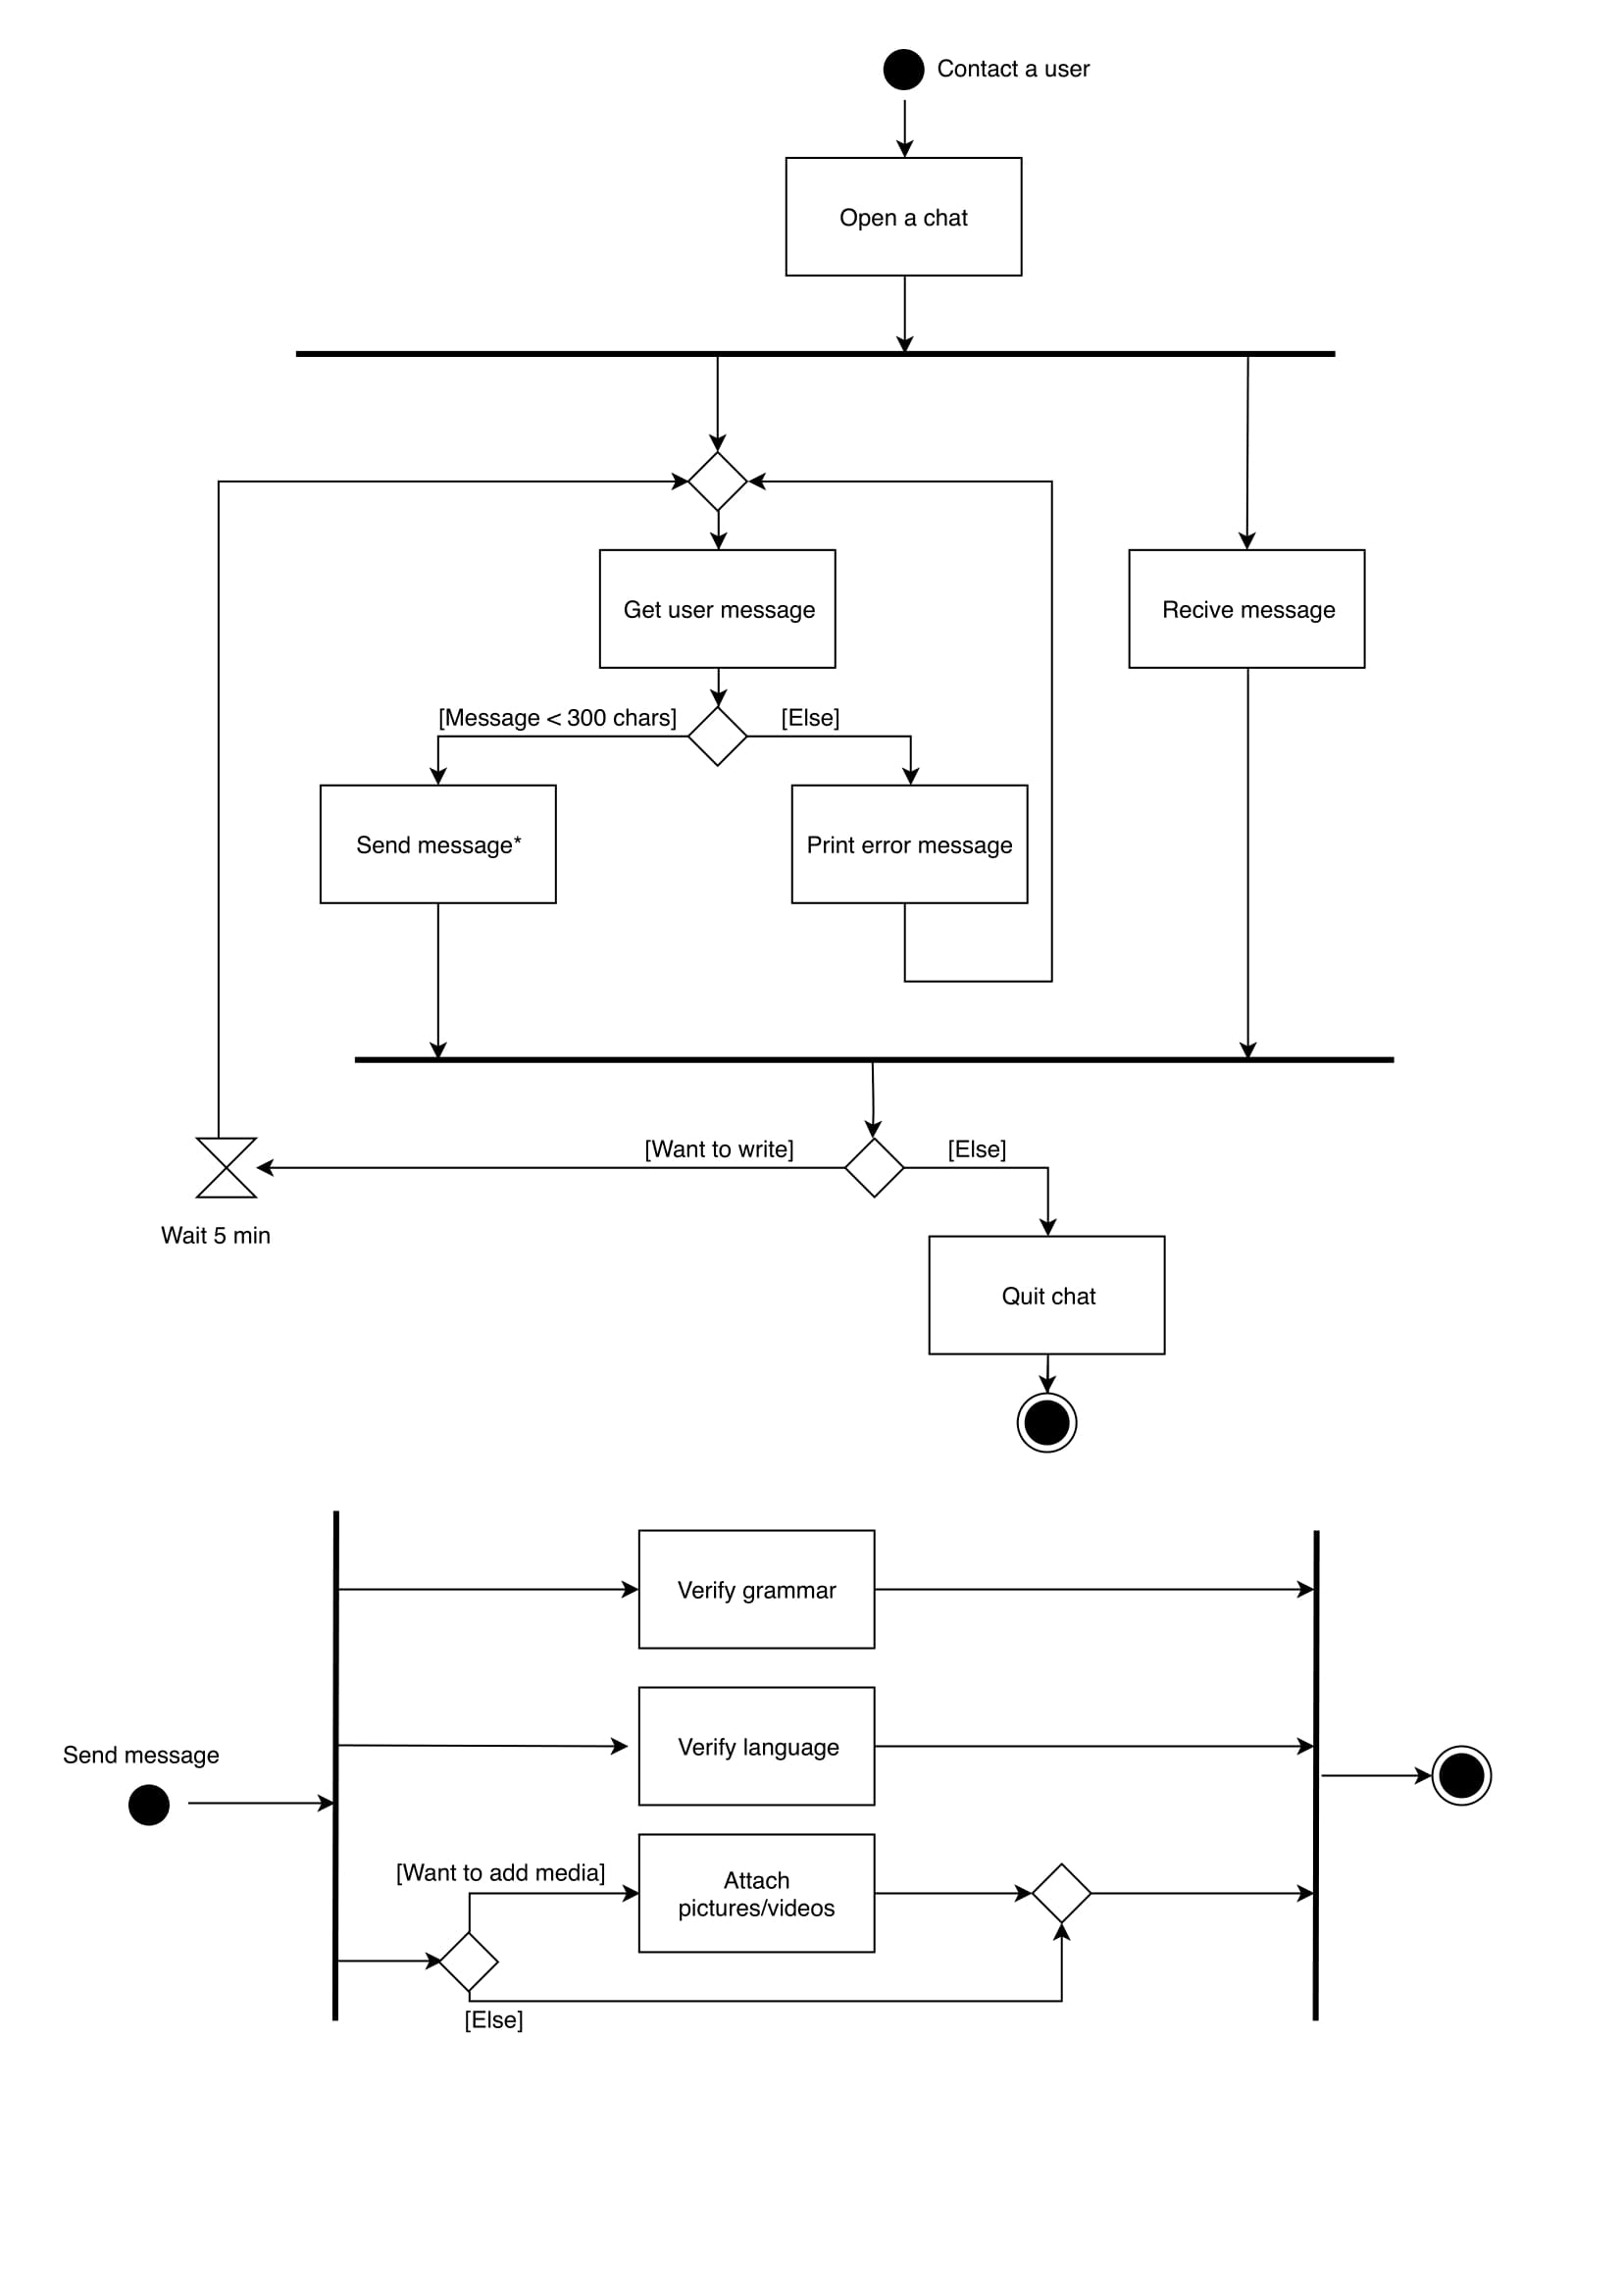 Contact a user
Open a chat
Get user message
Recive message
[Message < 300 chars]
[Else]
Send message*
Print error message
[Want to write]
[Else]
Wait 5 min
Quit chat
Verify grammar
Send message
Verify language
[Want to add media]
Attach
pictures/videos
[Else]